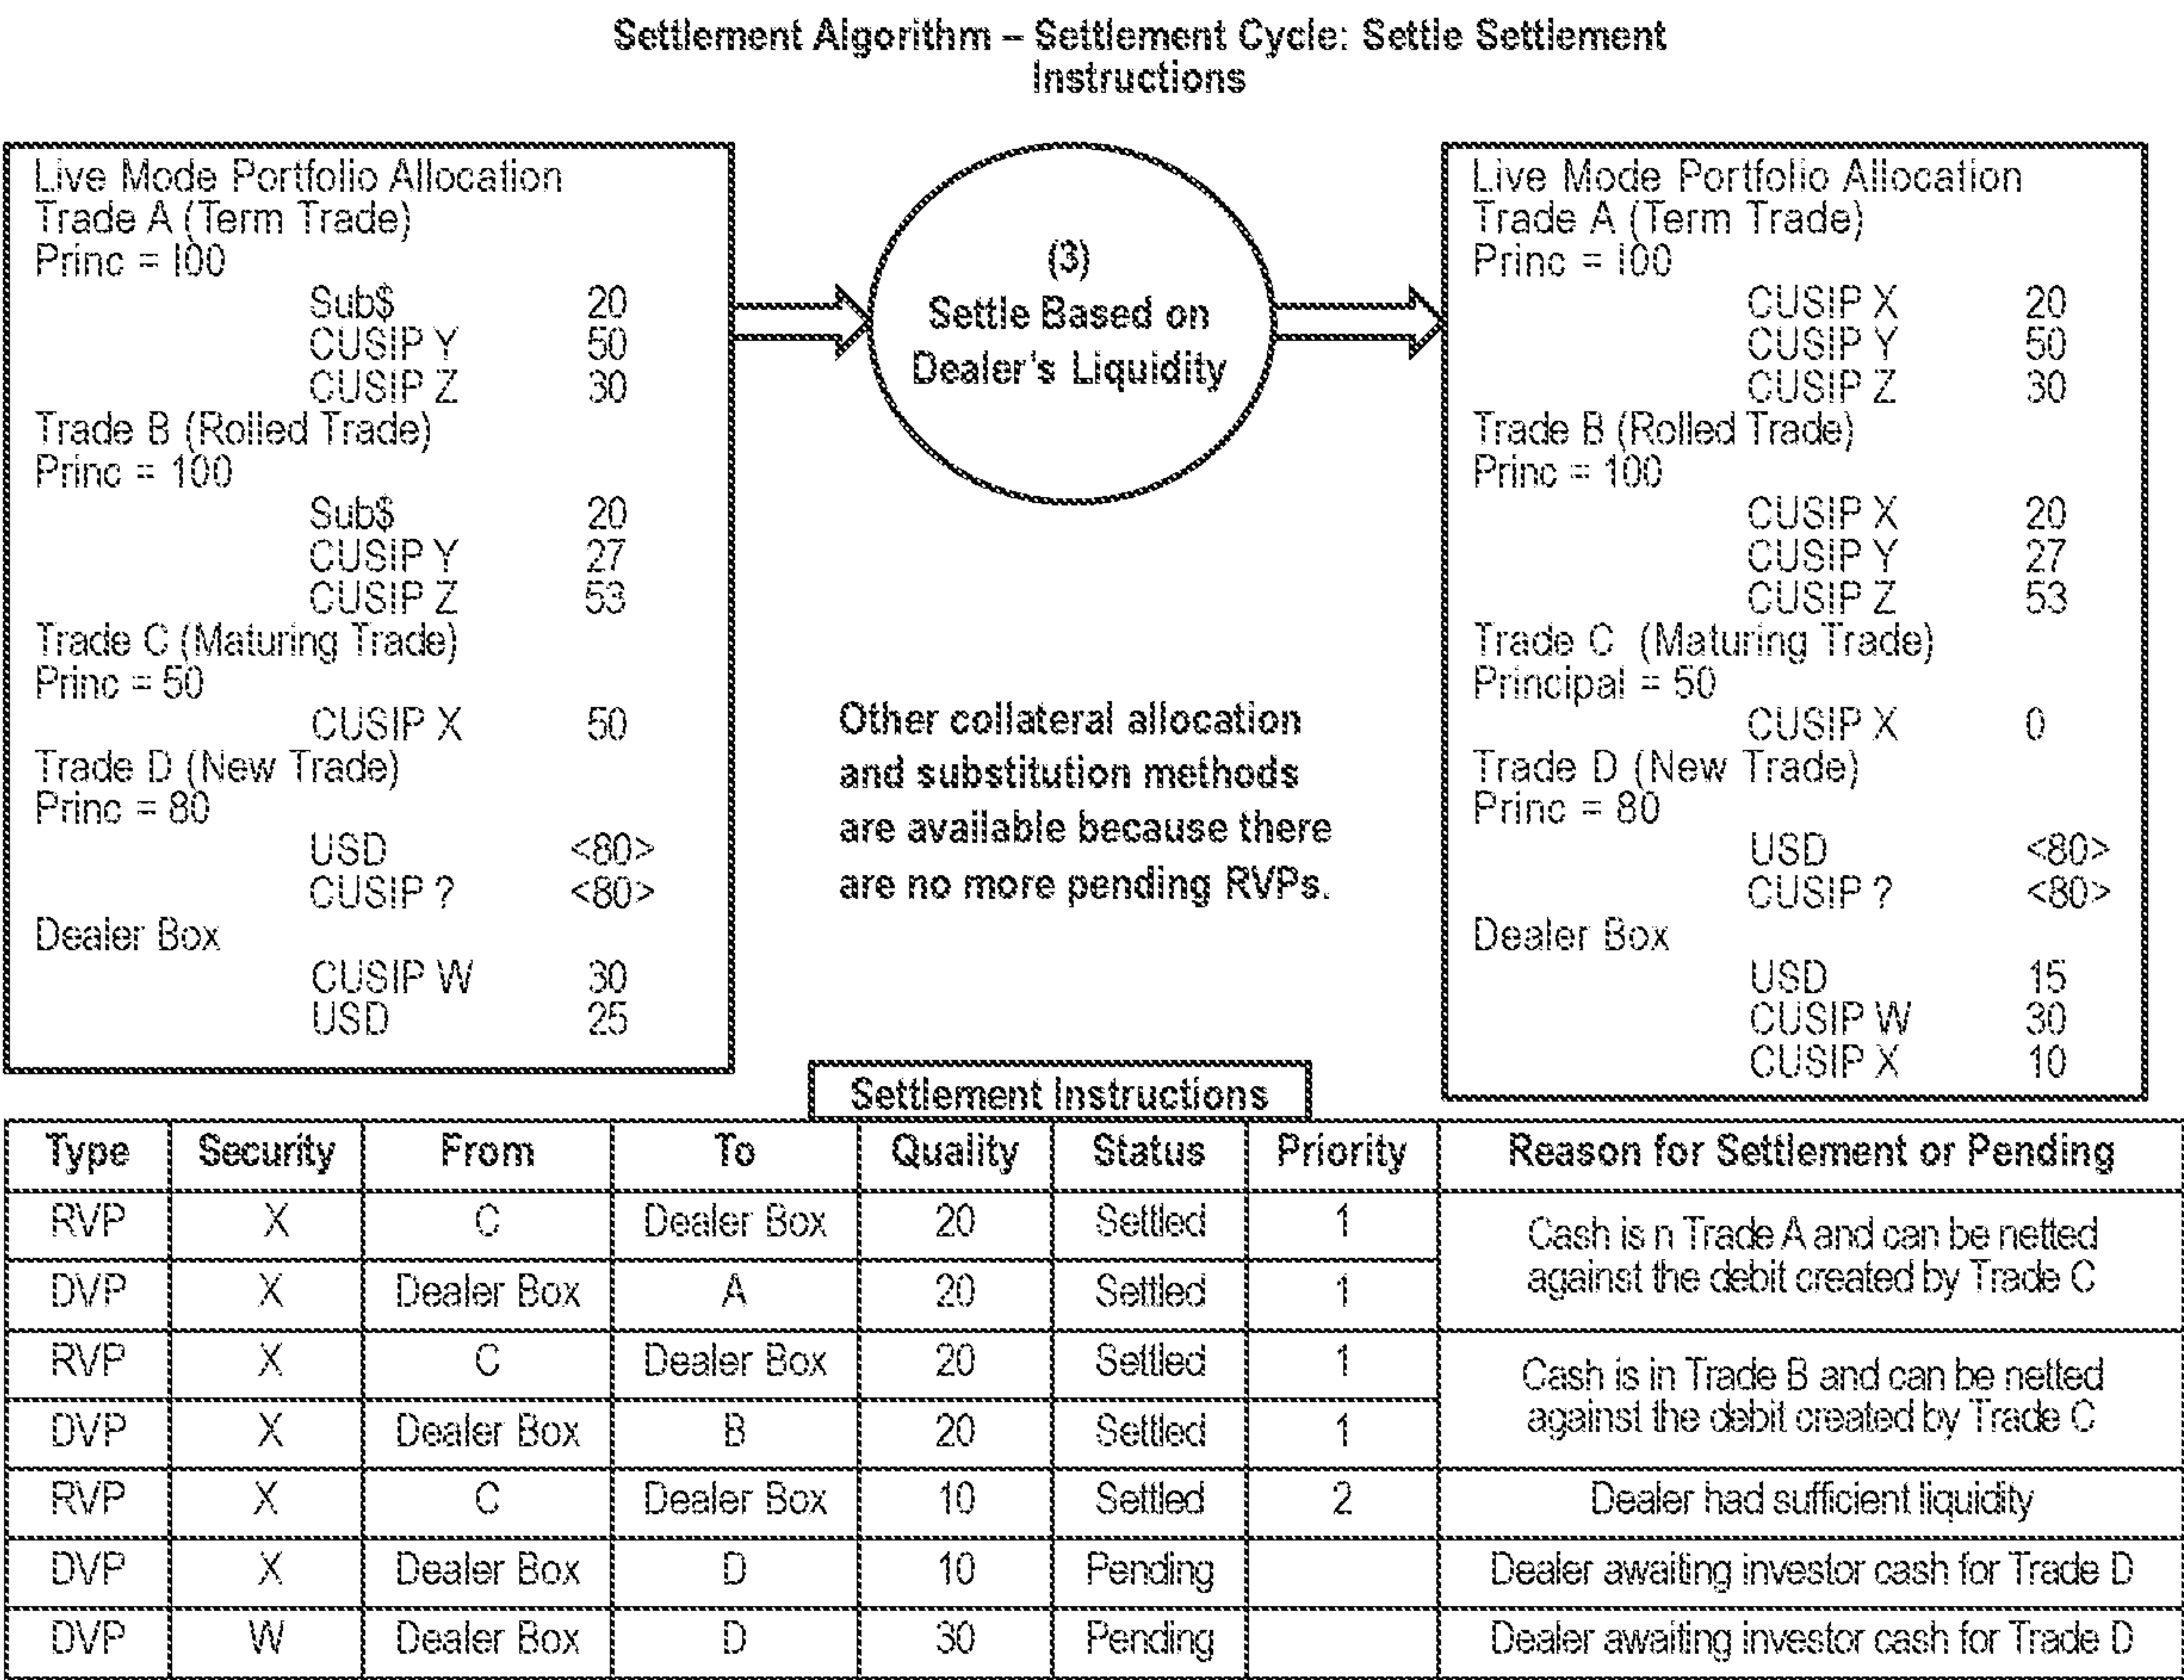 Settlement Algorithm – Settlement Cycle: Settle Settlement
Instructions
Live Mode Portfolio Allocation
Trade A (Term Trade)
Princ = I00
Sub$ 20
CUSIP Y 50
CUSIP Z 30
Trade B (Rolled Trade)
Princ = 100
Sub$ 20
CUSIP Y 27
CUSIP Z 53
Trade C (Maturing Trade)
Princ = 50
CUSIP X 50
Trade D (New Trade)
Princ = 80
USD <80>
CUSIP ? <80>
Dealer Box
CUSIP W 30
USD 25
(3)
Settle Based on
Dealer's Liquidity
Other collateral allocation
and substitution methods
are available because there
are no more pending RVPs.
Live Mode Portfolio Allocation
Trade A (Term Trade)
Princ = I00
CUSIP X 20
CUSIP Y 50
CUSIP Z 30
Trade B (Rolled Trade)
Princ = 100
CUSIP X 20
CUSIP Y 27
CUSIP Z 53
Trade C (Maturing Trade)
Principal = 50
CUSIP X 0
Trade D (New Trade)
Princ = 80
USD <80>
CUSIP ? <80>
Dealer Box
USD 15
CUSIP W 30
CUSIP X 10
Settlement Instructions
Type Security From To Quality Status Priority Reason for Settlement or Pending
RVP X C Dealer Box 20 Settled 1
Cash is n Trade A and can be netted
against the debit created by Trade C
DVP X Dealer Box A 20 Settled 1
RVP X C Dealer Box 20 Settled 1
Cash is in Trade B and can be netted
against the debit created by Trade C
DVP X Dealer Box B 20 Settled 1
RVP X C Dealer Box 10 Settled 2 Dealer had sufficient liquidity
DVP X Dealer Box D 10 Pending Dealer awaiting investor cash for Trade D
DVP W Dealer Box D 30 Pending Dealer awaiting investor cash for Trade D